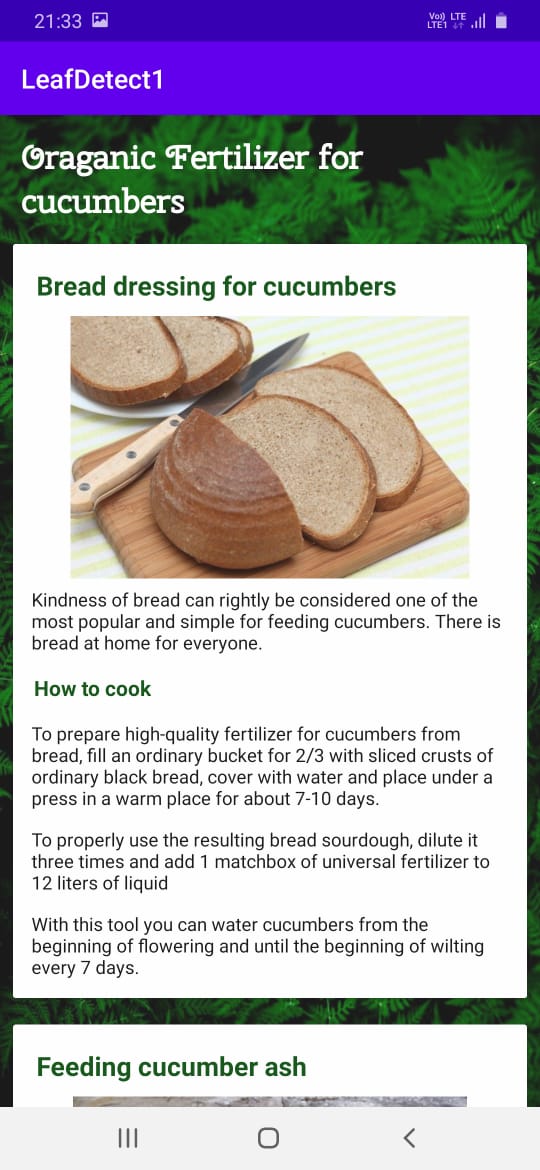 21:33
Vo) LTE
LTE1
LeafDetect1
Oraganic Fertilizer for
cucumbers
Bread dressing for cucumbers
Kindness of bread can rightly be considered one of the
most popular and simple for feeding cucumbers. There is
bread at home for everyone.
How to cook
To prepare high-quality fertilizer for cucumbers from
bread, fill an ordinary bucket for 2/3 with sliced crusts of
ordinary black bread, cover with water and place under a
press in a warm place for about 7-10 days.
To properly use the resulting bread sourdough, dilute it
three times and add 1 matchbox of universal fertilizer to
12 liters of liquid
With this tool you can water cucumbers from the
beginning of flowering and until the beginning of wilting
every 7 days.
Feeding cucumber ash